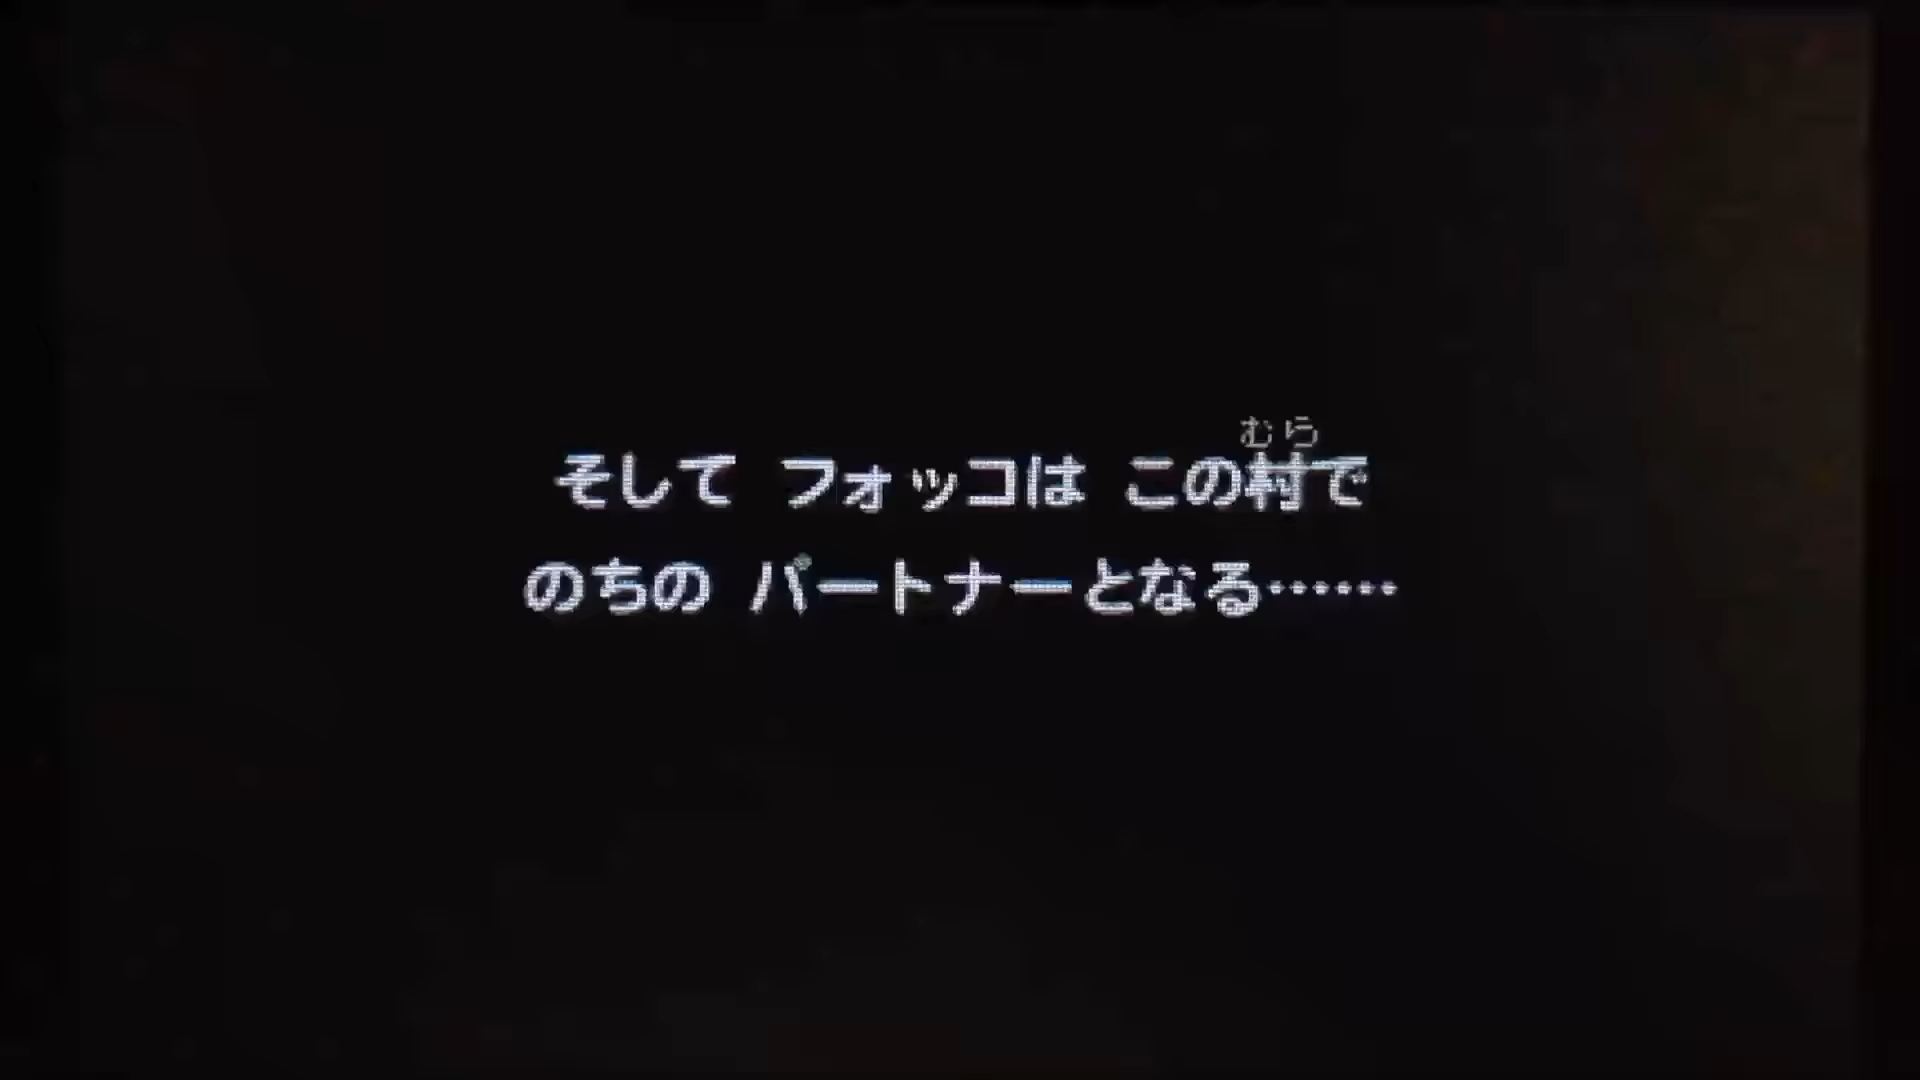 むら
そして フォッコは この村で
のちの パートナーとなる……